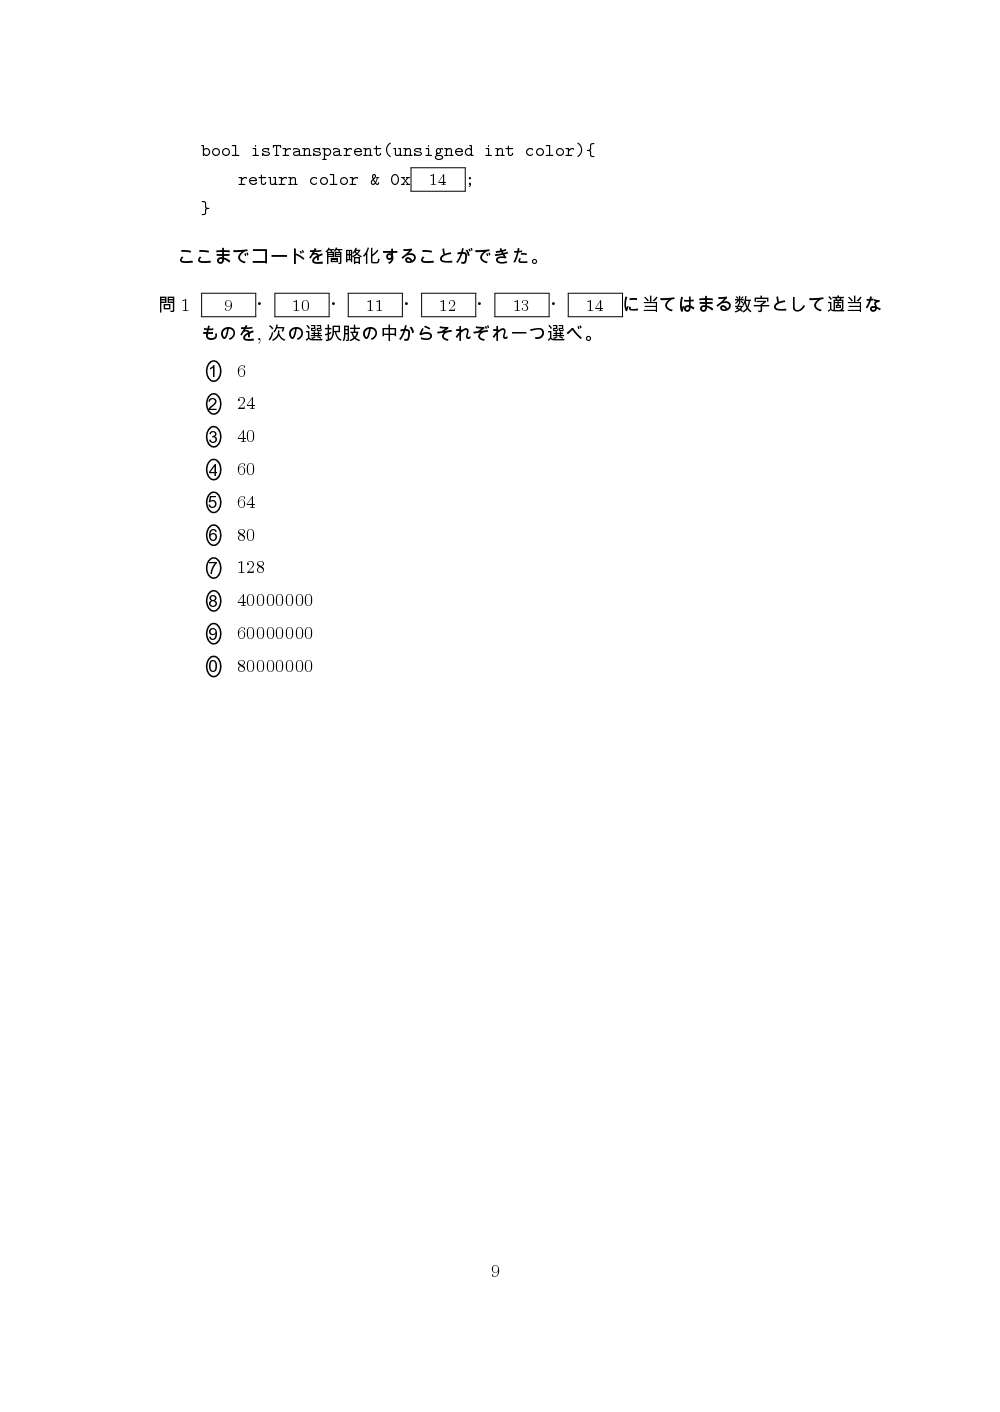 bool isTransparent(unsigned int color){
return color & 0x 14 ;
}
ここまでコードを簡略化することができた。
問 1 9 ・ 10 ・ 11 ・ 12 ・ 13 ・ 14 に当てはまる数字として適当な
ものを, 次の選択肢の中からそれぞれ一つ選べ。
① 6
② 24
③ 40
④ 60
⑤ 64
⑥ 80
⑦ 128
⑧ 40000000
⑨ 60000000
⓪ 80000000
9